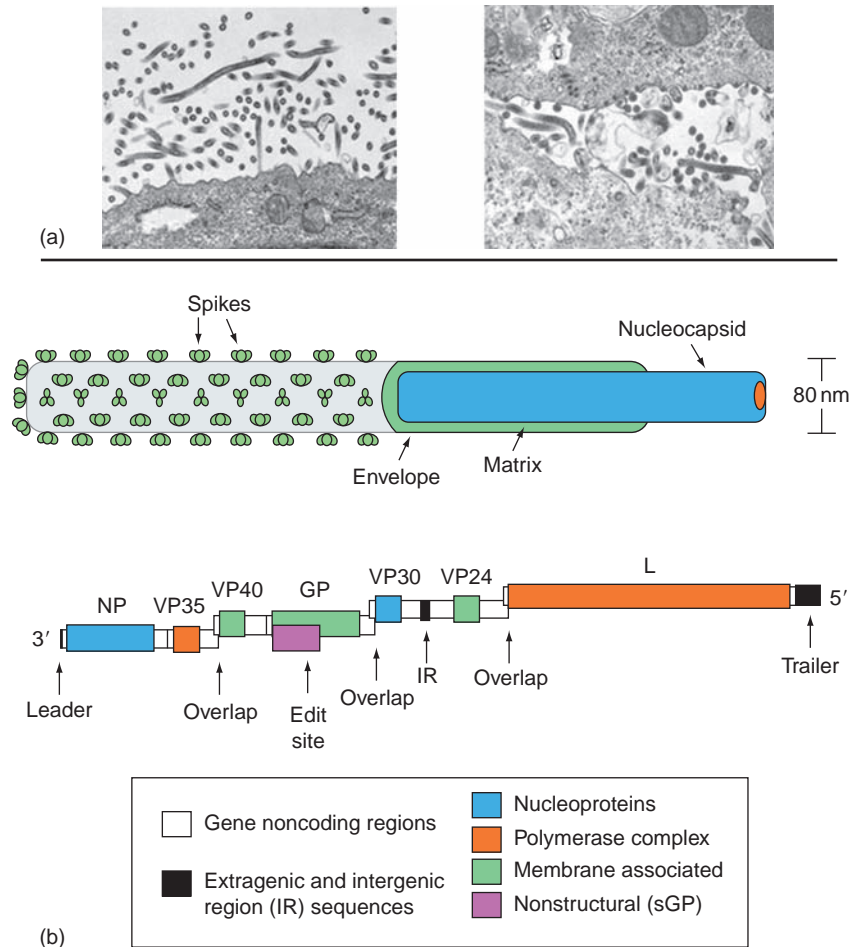 (a)
Spikes
Nucleocapsid
80 nm
Envelope
Matrix
NP
VP35
VP40
GP
VP30
VP24
L
3′
5′
Leader
Overlap
Edit
site
Overlap
IR
Overlap
Trailer
Gene noncoding regions
Extragenic and intergenic
region (IR) sequences
Nucleoproteins
Polymerase complex
Membrane associated
Nonstructural (sGP)
(b)